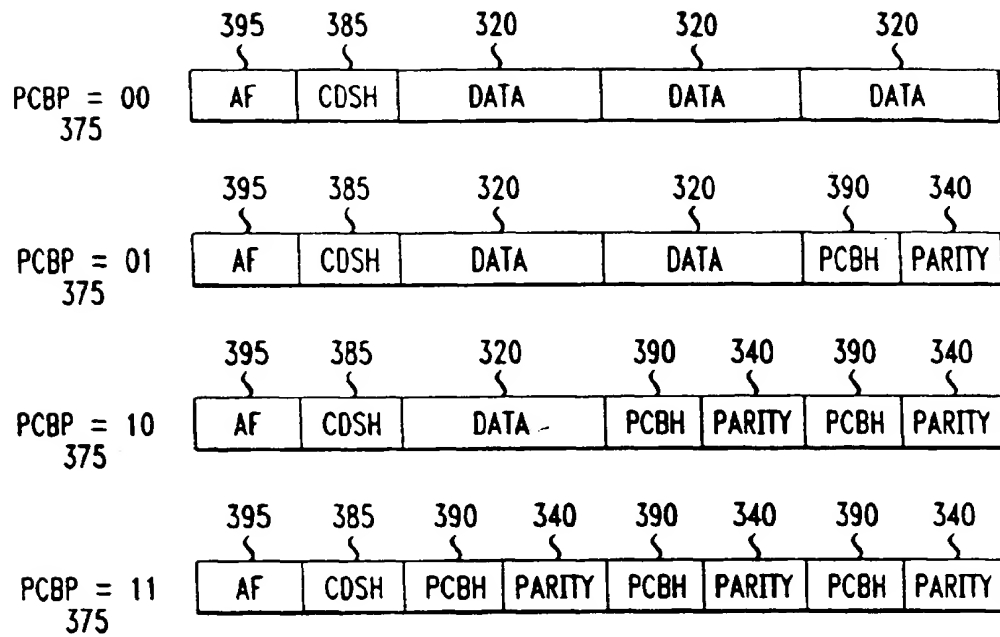 395 385 320 320 320
PCBP = 00 AF CDSH DATA DATA DATA
375
395 385 320 320 390 340
PCBP = 01 AF CDSH DATA DATA PCBH PARITY
375
395 385 320 390 340 390 340
PCBP = 10 AF CDSH DATA PCBH PARITY PCBH PARITY
375
395 385 390 340 390 340 390 340
PCBP = 11 AF CDSH PCBH PARITY PCBH PARITY PCBH PARITY
375